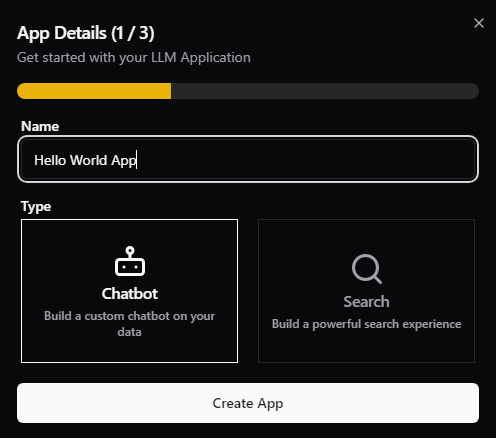 App Details (1 / 3)
Get started with your LLM Application
Name
Hello World App
Type
Chatbot
Build a custom chatbot on your
data
Search
Build a powerful search experience
Create App